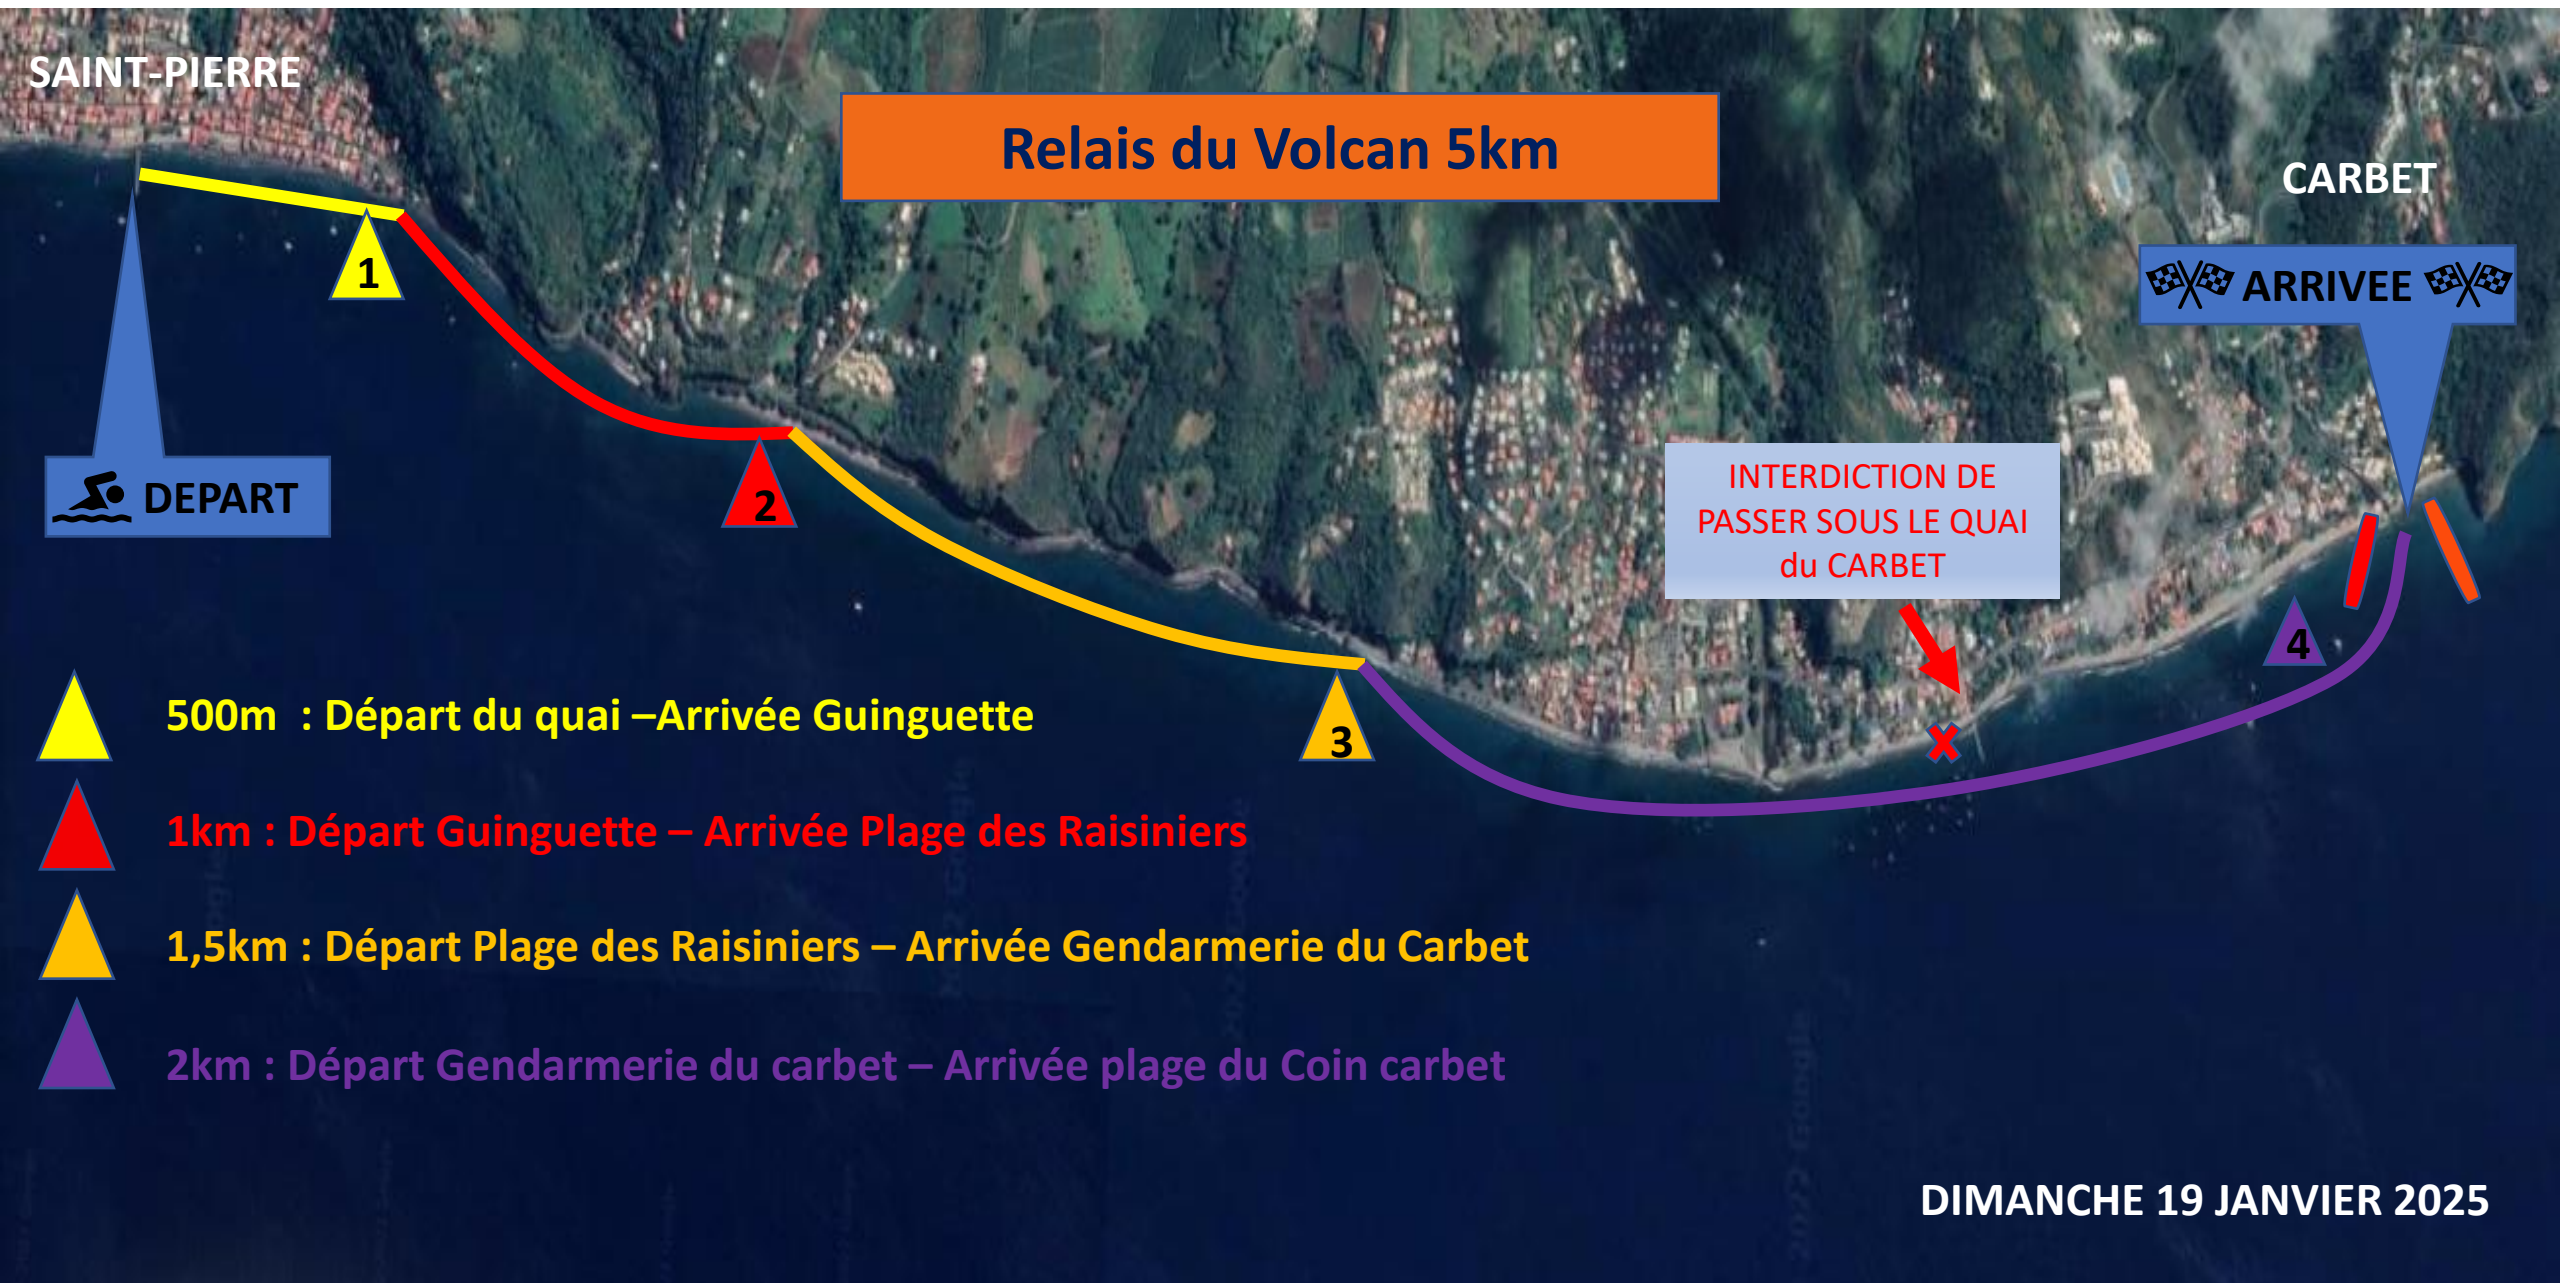 SAINT-PIERRE
Relais du Volcan 5km
CARBET
1
ARRIVEE
2
DEPART
INTERDICTION DE
PASSER SOUS LE QUAI
du CARBET
4
3
500m : Départ du quai –Arrivée Guinguette
1km : Départ Guinguette – Arrivée Plage des Raisiniers
1,5km : Départ Plage des Raisiniers – Arrivée Gendarmerie du Carbet
2km : Départ Gendarmerie du carbet – Arrivée plage du Coin carbet
2022 Google
DIMANCHE 19 JANVIER 2025